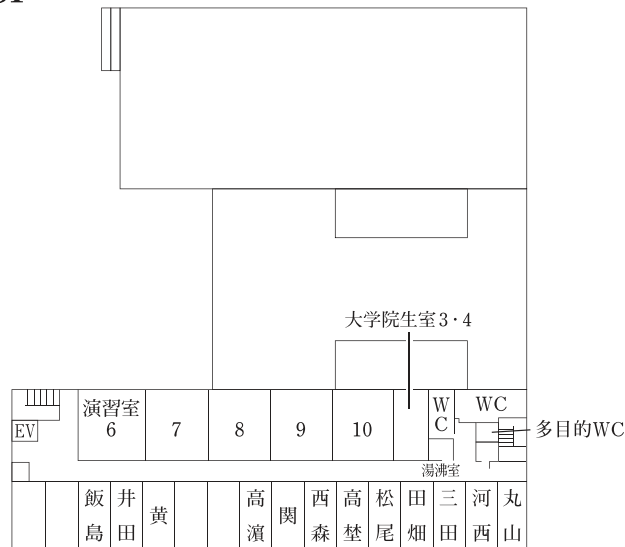 大学院生室3・4
演習室
6
7
8
9
10
WC
WC
EV
多目的WC
湯沸室
飯島
井田
黄
高濵
関
西森
高埜
松尾
田畑
三田
河西
丸山